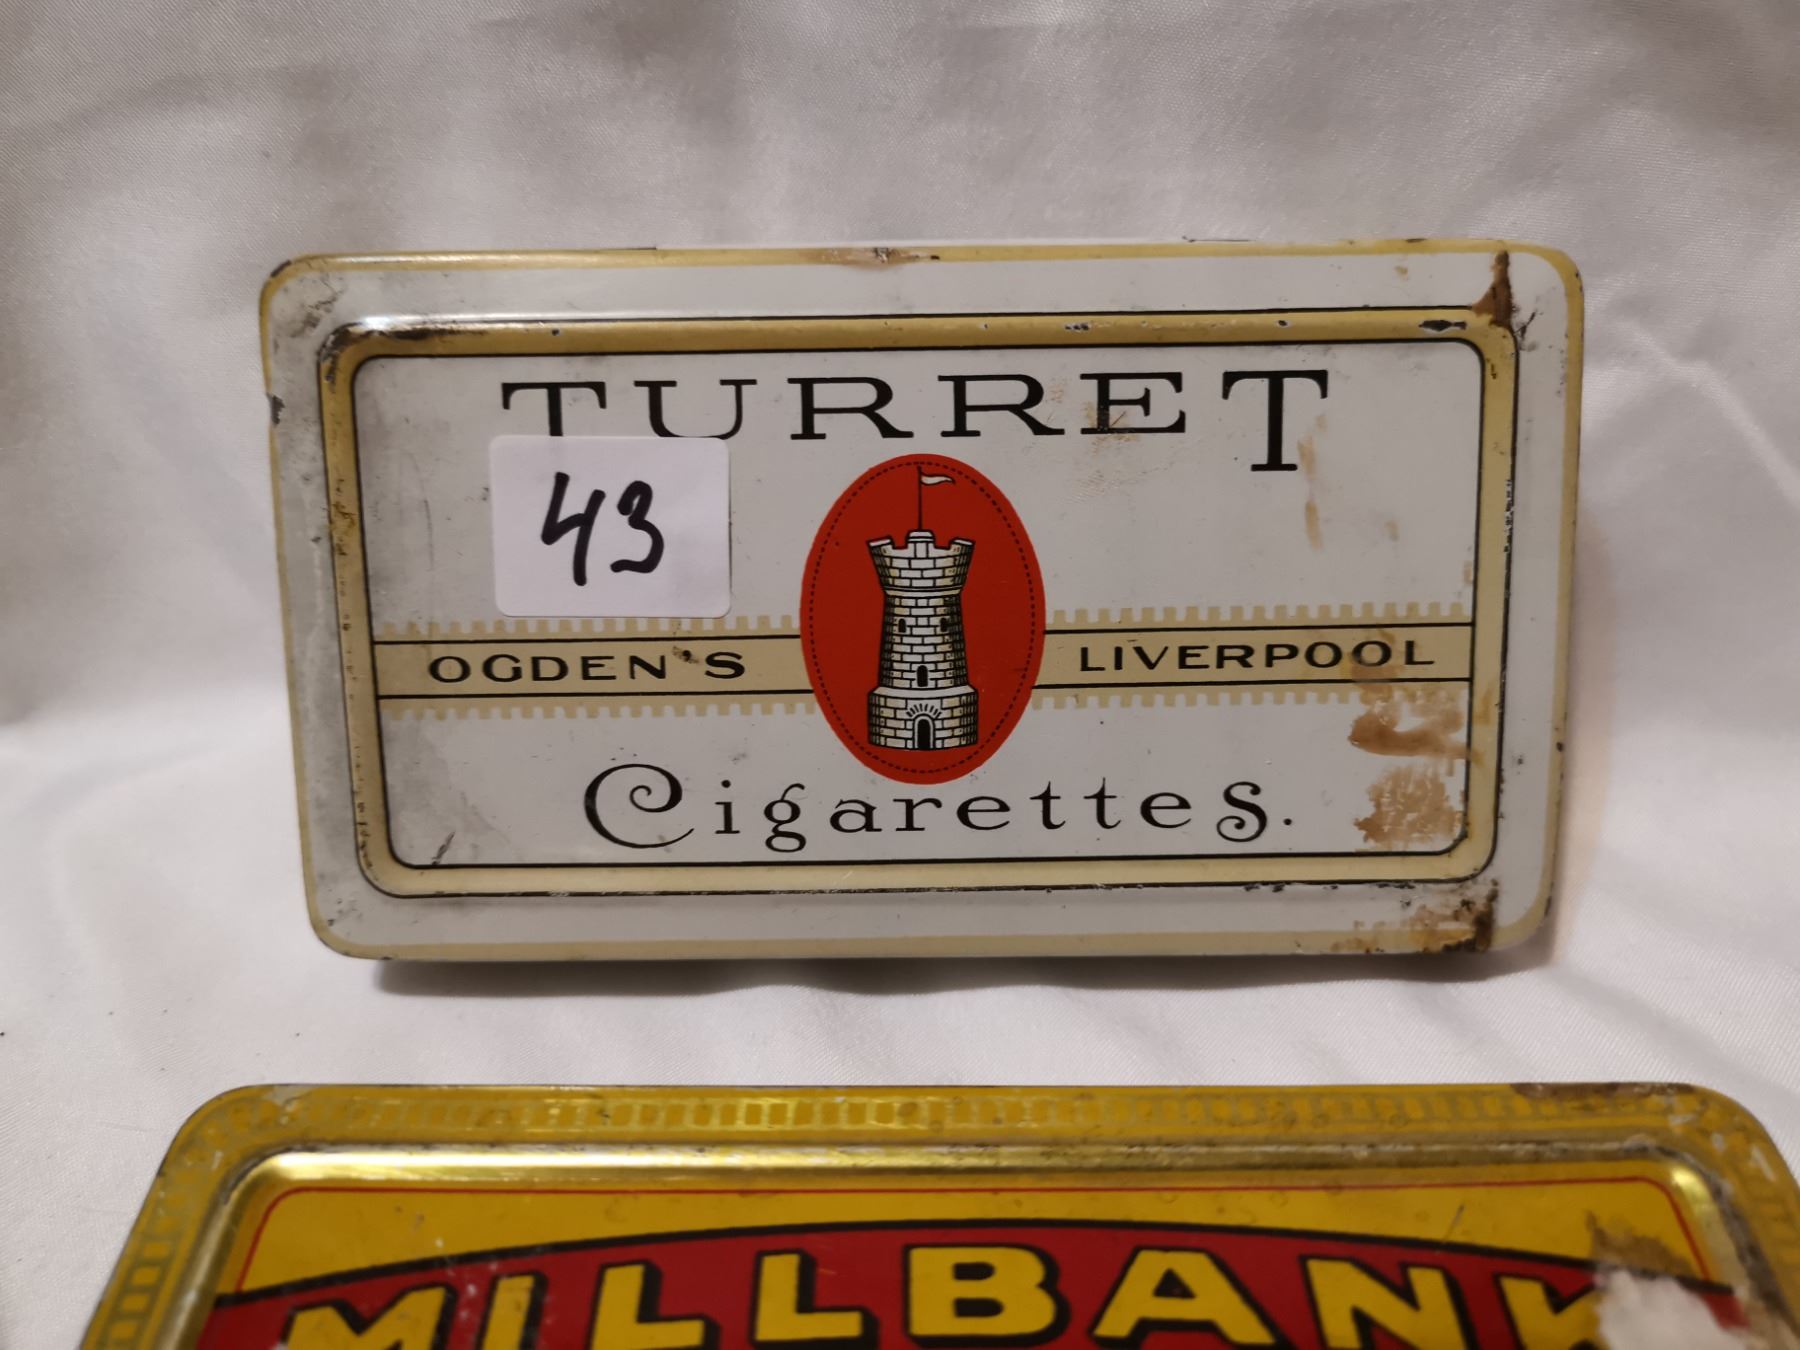 TURRET
43
OGDEN'S LIVERPOOL
Cigarettes.
MILLBANK